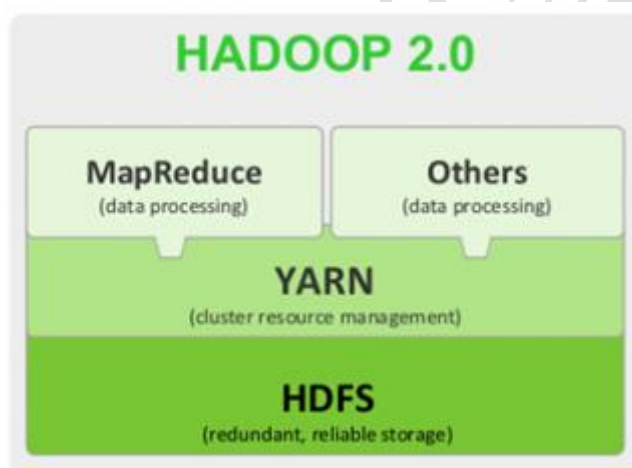 HADOOP 2.0
MapReduce
(data processing)
Others
(data processing)
YARN
(cluster resource management)
HDFS
(redundant, reliable storage)